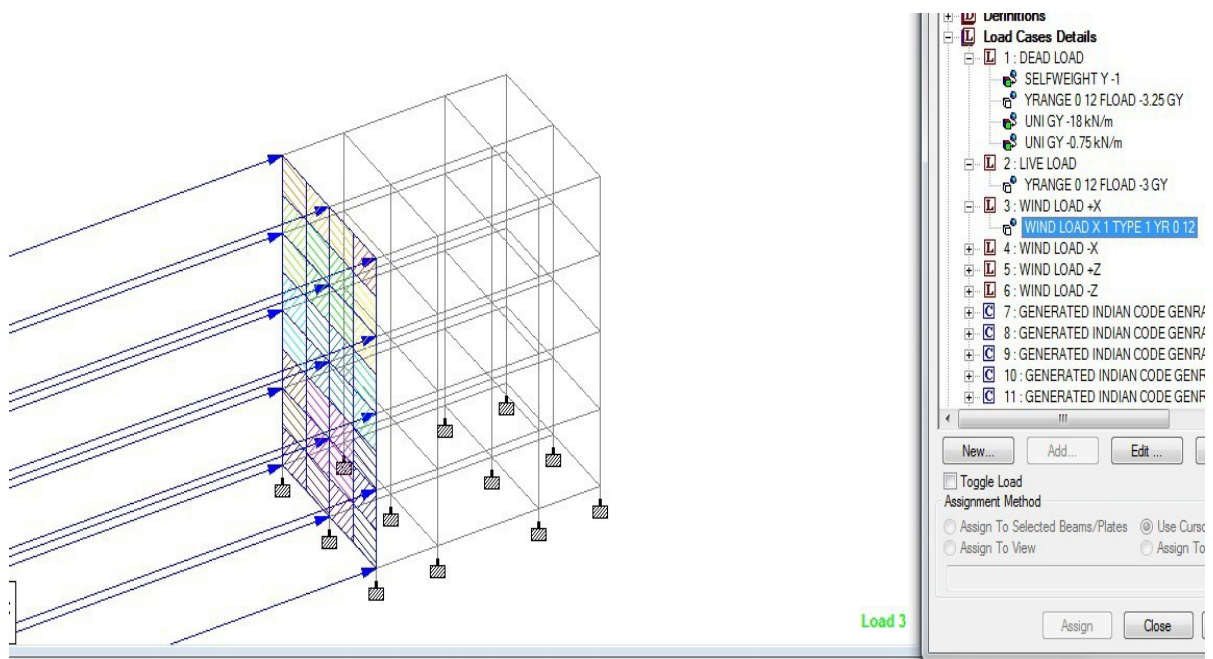 Definitions
Load Cases Details
1 : DEAD LOAD
SELFWEIGHT Y -1
YRANGE 0 12 FLOAD -3.25 GY
UNI GY -18 kN/m
UNI GY -0.75 kN/m
2 : LIVE LOAD
YRANGE 0 12 FLOAD -3 GY
3 : WIND LOAD +X
WIND LOAD X 1 TYPE 1 YR 0 12
4 : WIND LOAD -X
5 : WIND LOAD +Z
6 : WIND LOAD -Z
7 : GENERATED INDIAN CODE GENRA
8 : GENERATED INDIAN CODE GENRA
9 : GENERATED INDIAN CODE GENRA
10 : GENERATED INDIAN CODE GENR
11 : GENERATED INDIAN CODE GENR
New... Add... Edit ...
Toggle Load
Assignment Method
Assign To Selected Beams/Plates Use Curso
Assign To View Assign To
Load 3
Assign Close